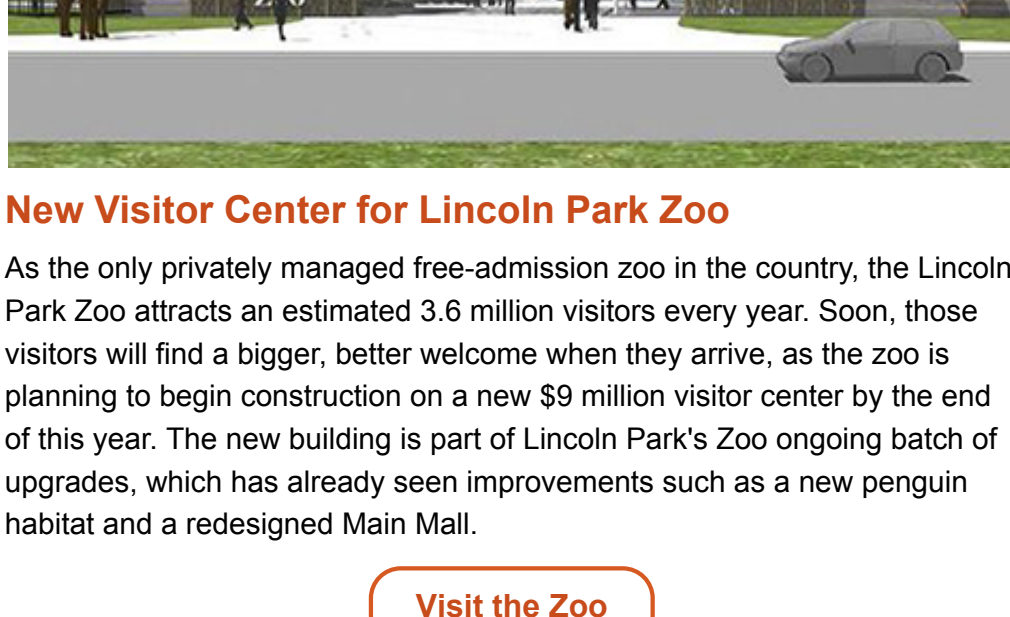 New Visitor Center for Lincoln Park Zoo
As the only privately managed free-admission zoo in the country, the Lincoln
Park Zoo attracts an estimated 3.6 million visitors every year. Soon, those
visitors will find a bigger, better welcome when they arrive, as the zoo is
planning to begin construction on a new $9 million visitor center by the end
of this year. The new building is part of Lincoln Park's Zoo ongoing batch of
upgrades, which has already seen improvements such as a new penguin
habitat and a redesigned Main Mall.
Visit the Zoo